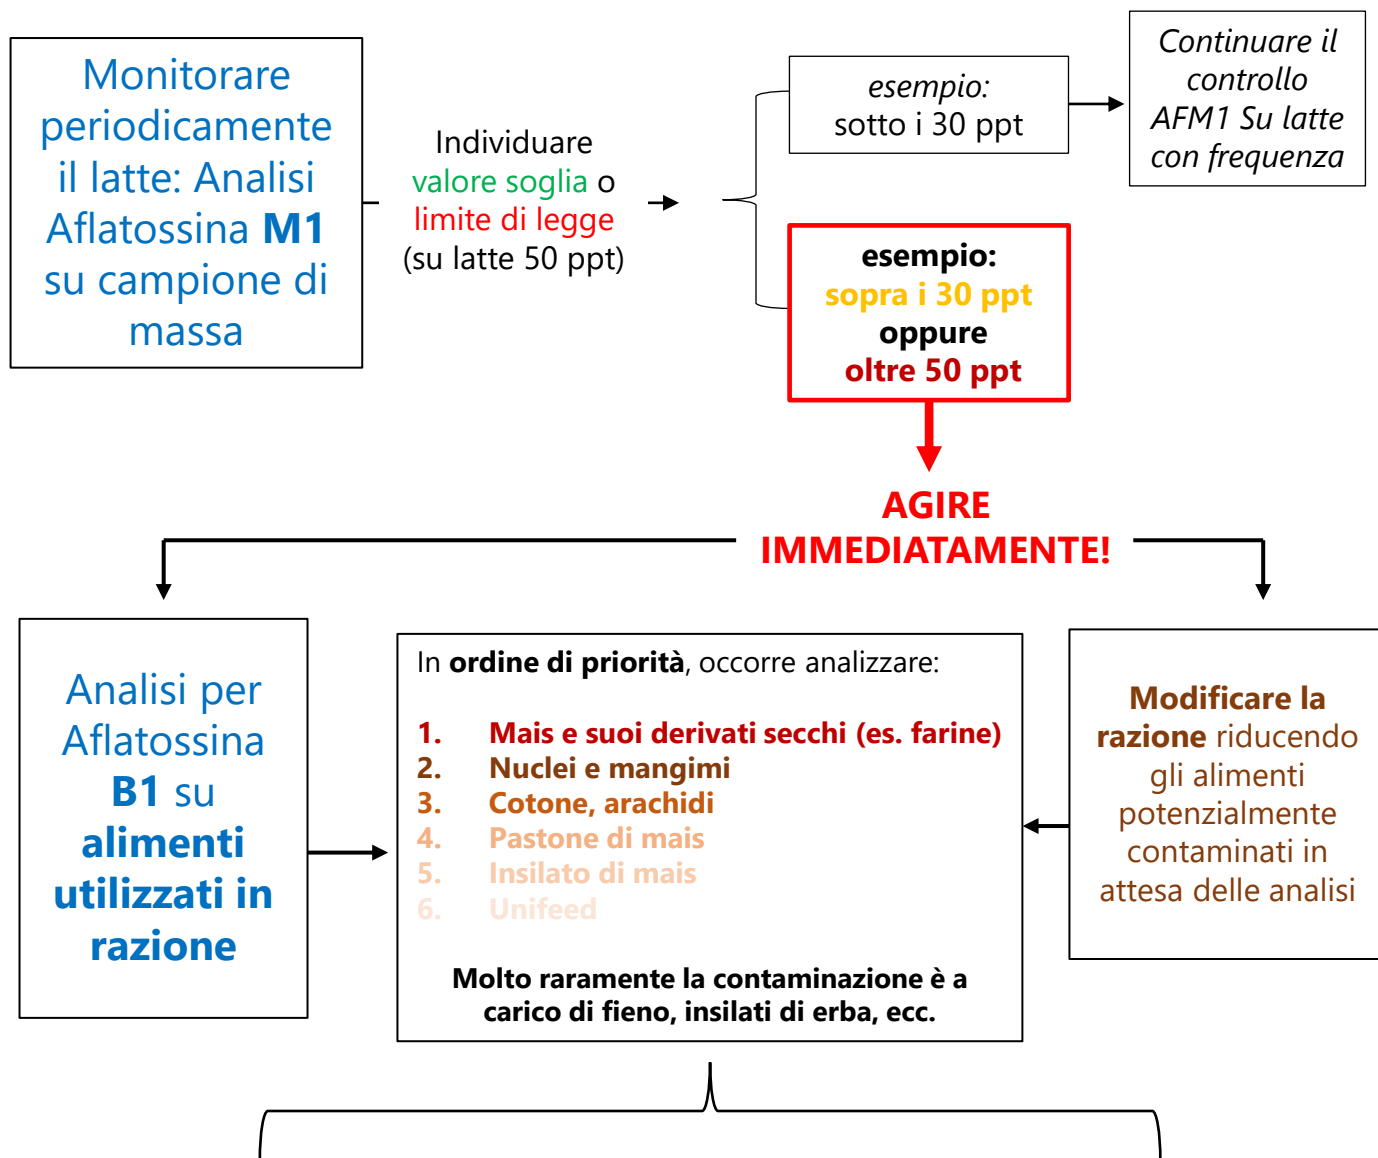 Monitorare
periodicamente
il latte: Analisi
Aflatossina M1
su campione di
massa
Individuare
valore soglia o
limite di legge
(su latte 50 ppt)
esempio:
sotto i 30 ppt
Continuare il
controllo
AFM1 Su latte
con frequenza
esempio:
sopra i 30 ppt
oppure
oltre 50 ppt
AGIRE
IMMEDIATAMENTE!
Analisi per
Aflatossina
B1 su
alimenti
utilizzati in
razione
In ordine di priorità, occorre analizzare:
1. Mais e suoi derivati secchi (es. farine)
2. Nuclei e mangimi
3. Cotone, arachidi
4. Pastone di mais
5. Insilato di mais
6. Unifeed
Molto raramente la contaminazione è a
carico di fieno, insilati di erba, ecc.
Modificare la
razione riducendo
gli alimenti
potenzialmente
contaminati in
attesa delle analisi